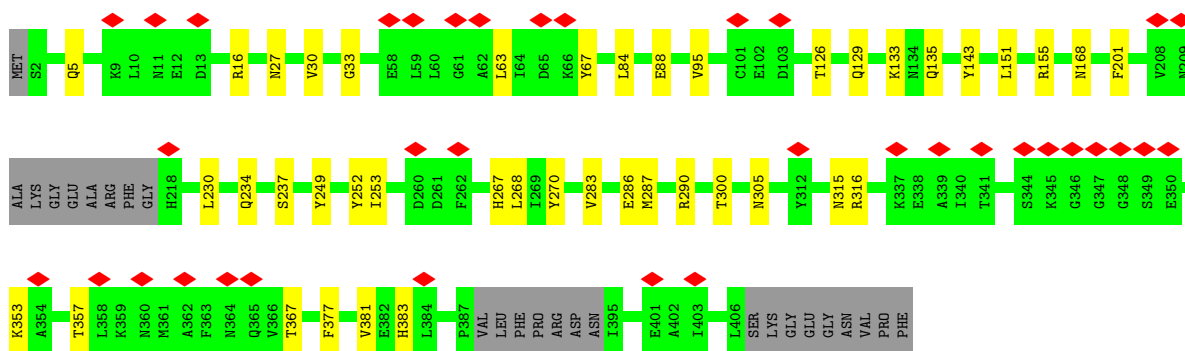 MET S2 Q5 K9 L10 N11 E12 D13 R16 N27 V30 G33 E58 L59 L60 G61 A62 L63 I64 D65 K66 Y67 L84 E88 V95 C101 E102 D103 T126 Q129 K133 N134 Q135 Y143 L151 R155 N168 F201 V208 N209
ALA LYS GLY GLU ALA ARG PHE GLY H218 L230 Q234 S237 Y249 Y252 I253 D260 D261 F262 H267 L268 I269 Y270 V283 E286 M287 R290 T300 N305 Y312 N315 R316 K337 E338 A339 I340 T341 S344 K345 G346 G347 G348 S349 E350
K353 A354 T357 L358 K359 N360 M361 A362 F363 N364 Q365 V366 T367 F377 V381 E382 H383 L384 P387 VAL LEU PHE PRO ARG ASP ASN I395 E401 A402 I403 L406 SER LYS GLY GLU GLY ASN VAL PRO PHE